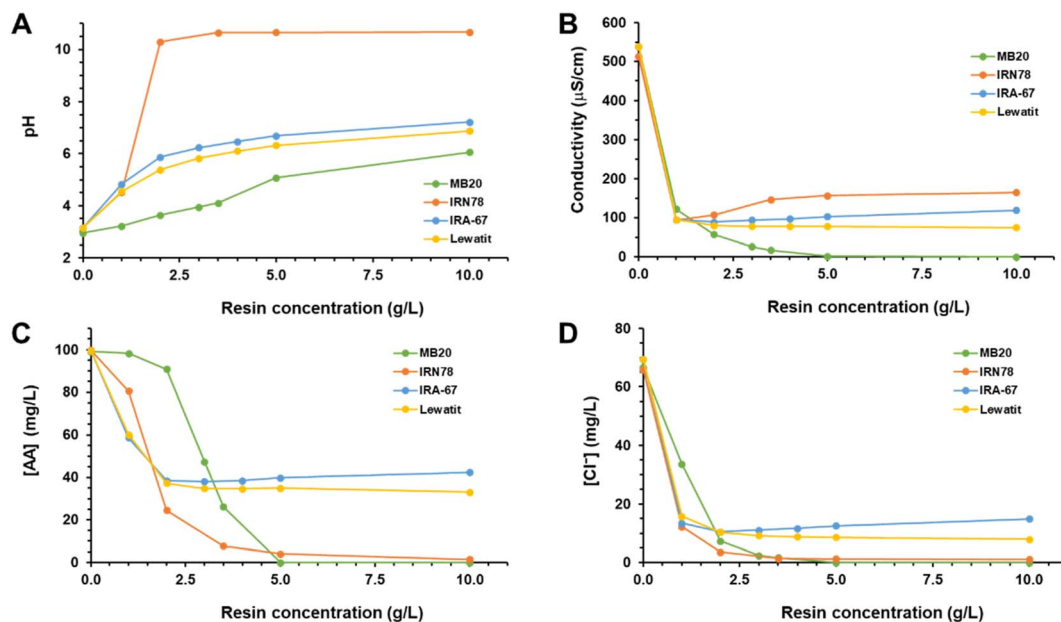 A
pH
10
8
6
4
2
0.0 2.5 5.0 7.5 10.0
Resin concentration (g/L)
MB20
IRN78
IRA-67
Lewatit
B
Conductivity (µS/cm)
600
500
400
300
200
100
0
0.0 2.5 5.0 7.5 10.0
Resin concentration (g/L)
MB20
IRN78
IRA-67
Lewatit
C
[AA] (mg/L)
100
80
60
40
20
0
0.0 2.5 5.0 7.5 10.0
Resin concentration (g/L)
MB20
IRN78
IRA-67
Lewatit
D
[Cl⁻] (mg/L)
80
60
40
20
0
0.0 2.5 5.0 7.5 10.0
Resin concentration (g/L)
MB20
IRN78
IRA-67
Lewatit